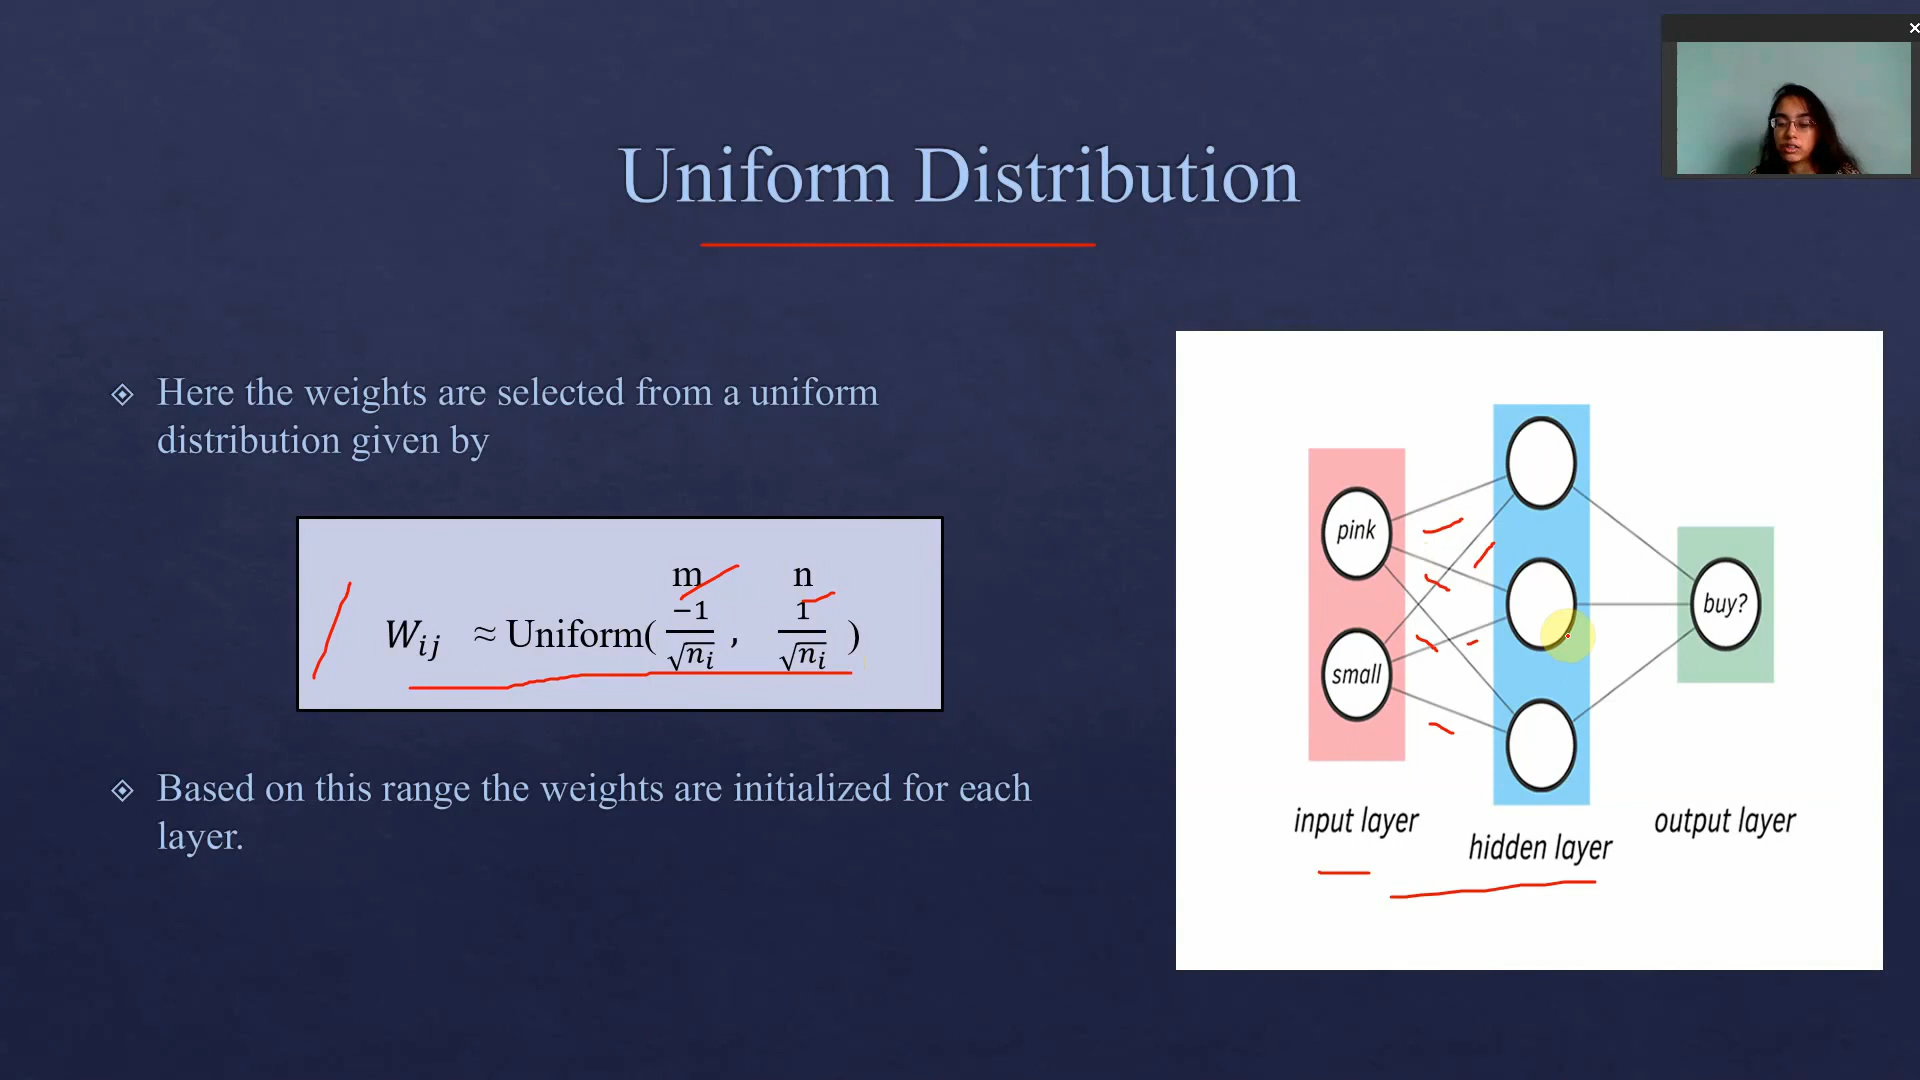 Uniform Distribution
Here the weights are selected from a uniform
distribution given by
m n
W_ij ≈ Uniform( −1/√n_i , 1/√n_i )
Based on this range the weights are initialized for each
layer.
pink
small
buy?
input layer
hidden layer
output layer